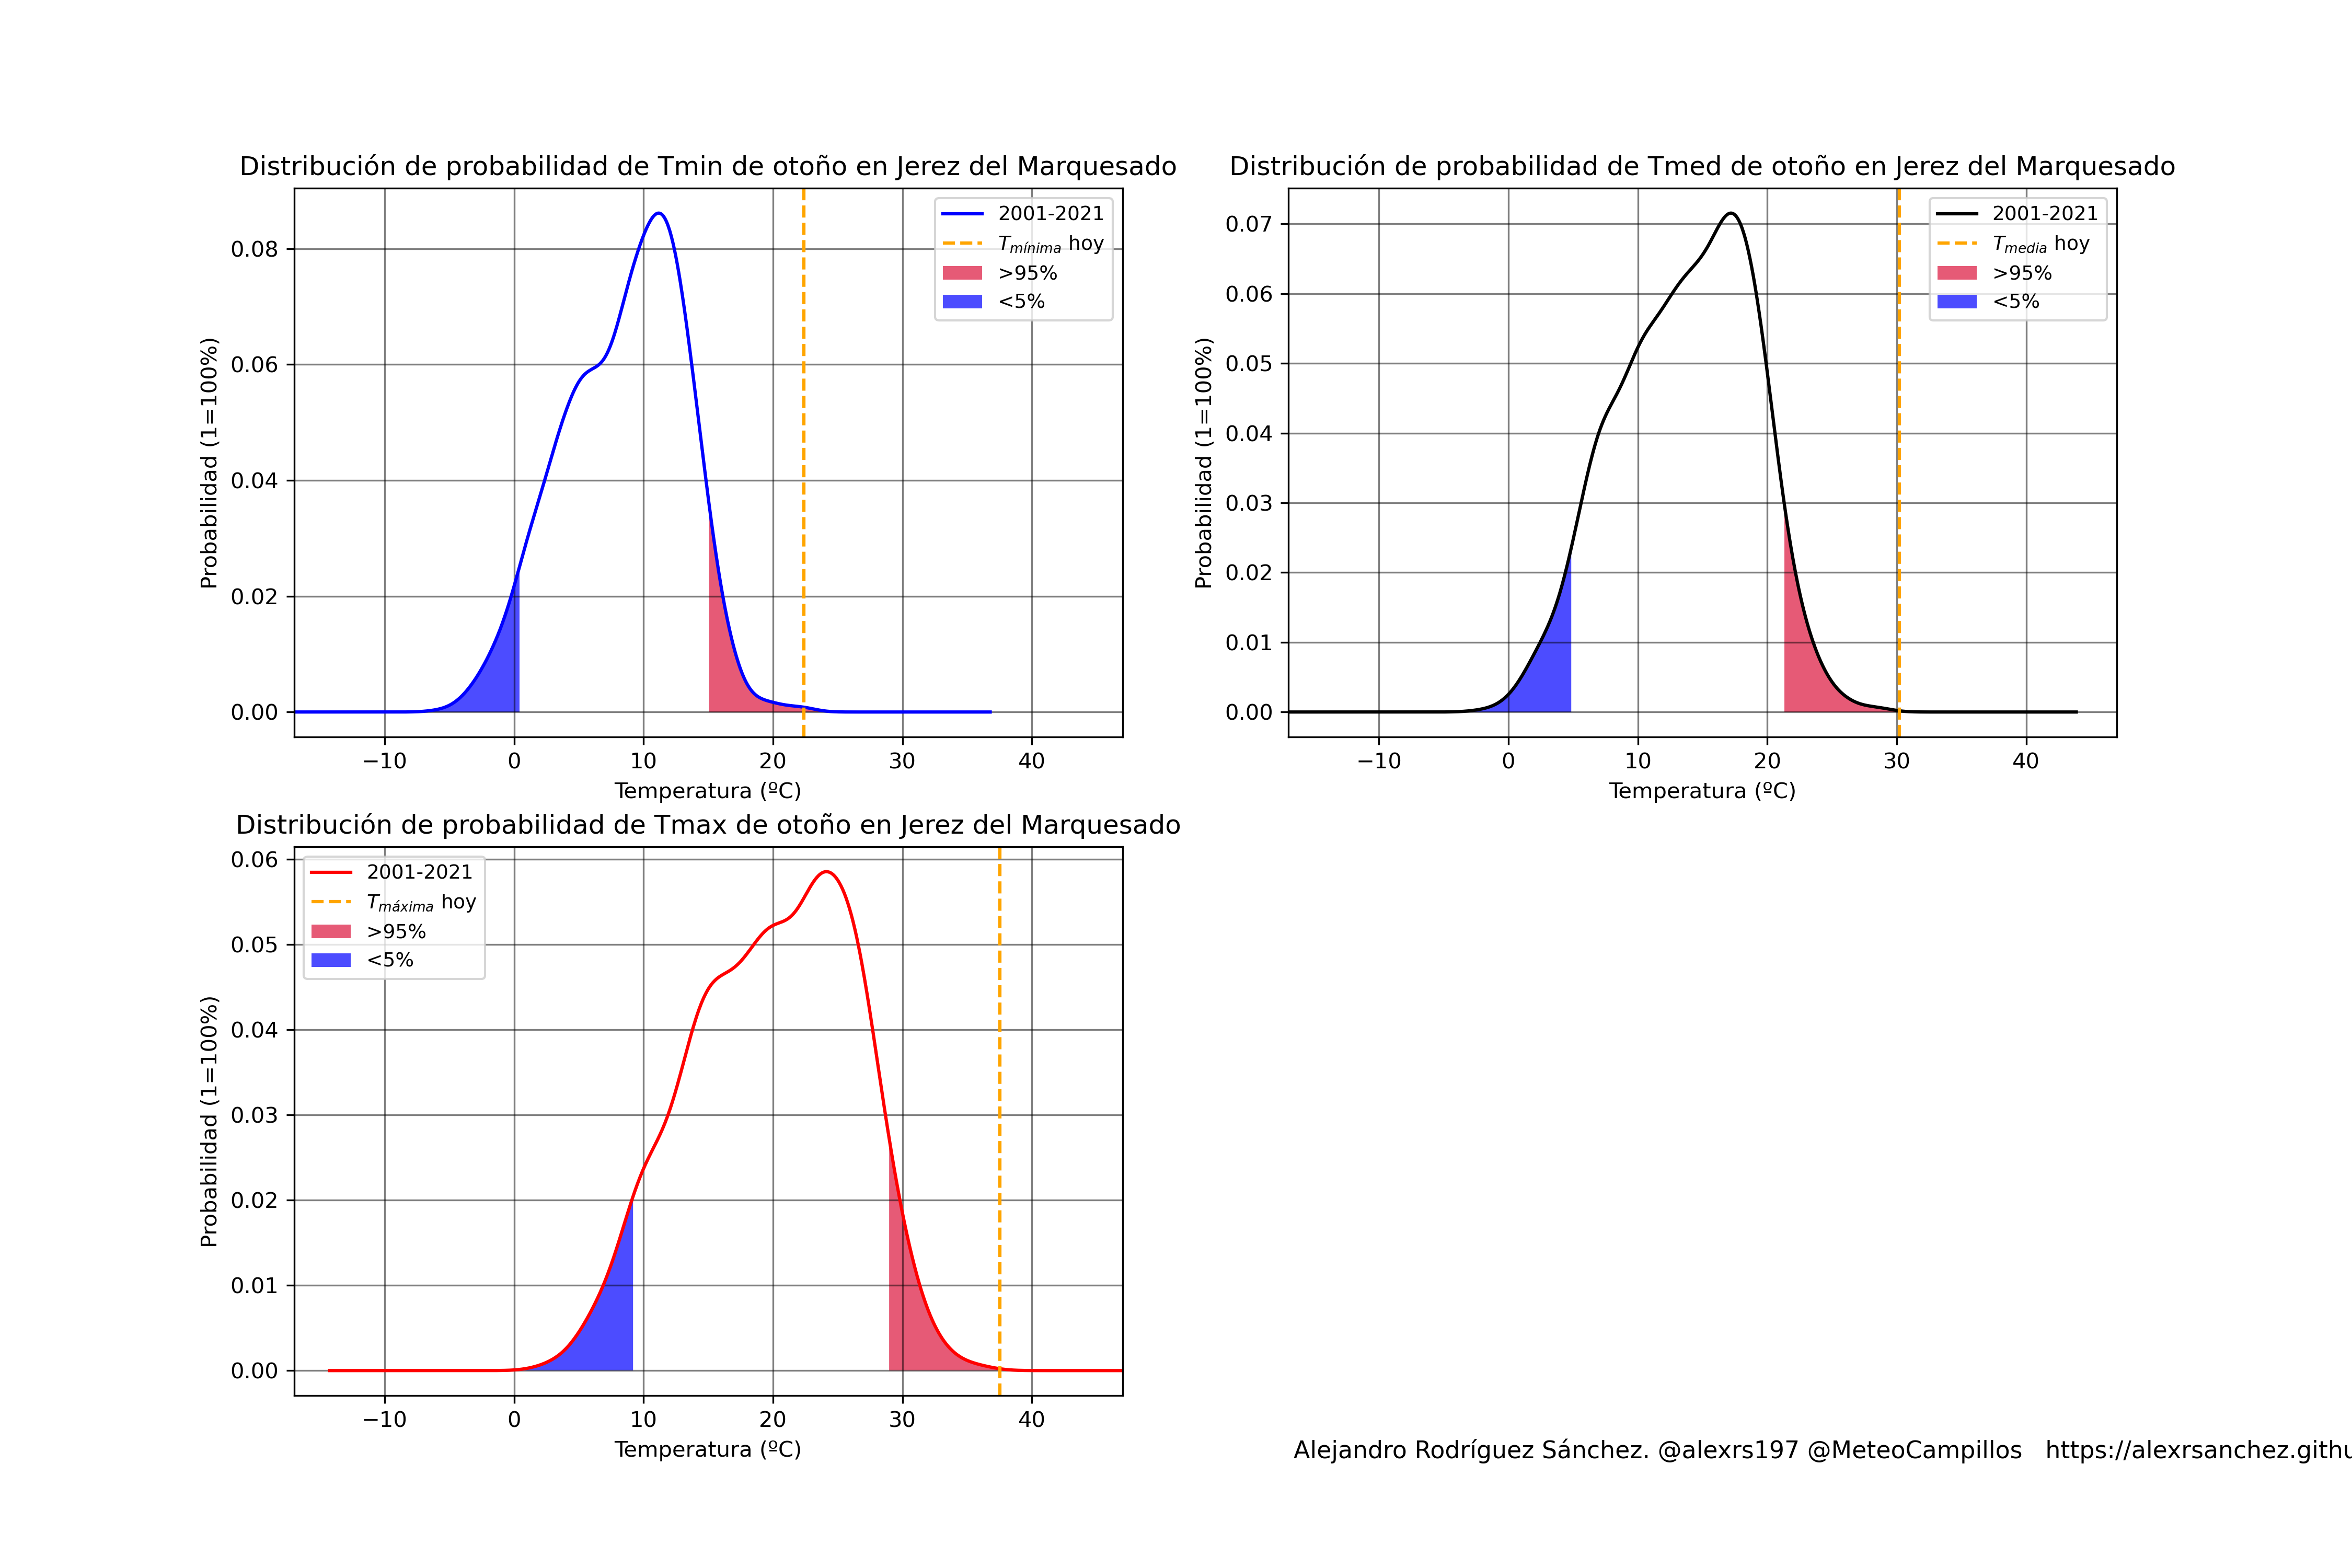 Distribución de probabilidad de Tmin de otoño en Jerez del Marquesado
Probabilidad (1=100%)
0.08
0.06
0.04
0.02
0.00
2001-2021
Tmínima hoy
>95%
<5%
−10 0 10 20 30 40
Temperatura (ºC)
Distribución de probabilidad de Tmed de otoño en Jerez del Marquesado
Probabilidad (1=100%)
0.07
0.06
0.05
0.04
0.03
0.02
0.01
0.00
2001-2021
Tmedia hoy
>95%
<5%
−10 0 10 20 30 40
Temperatura (ºC)
Distribución de probabilidad de Tmax de otoño en Jerez del Marquesado
Probabilidad (1=100%)
0.06
0.05
0.04
0.03
0.02
0.01
0.00
2001-2021
Tmáxima hoy
>95%
<5%
−10 0 10 20 30 40
Temperatura (ºC)
Alejandro Rodríguez Sánchez. @alexrs197 @MeteoCampillos https://alexrsanchez.githu